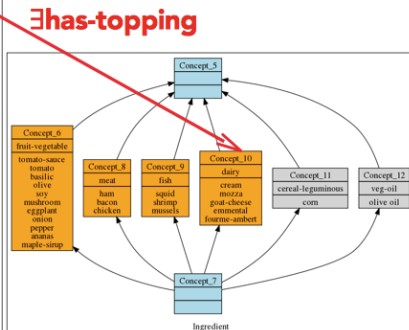 ∃has-topping
Concept_5
Concept_6
fruit-vegetable
tomato-sauce
tomato
basilic
olive
soy
mushroom
eggplant
onion
pepper
ananas
maple-sirup
Concept_8
meat
ham
bacon
chicken
Concept_9
fish
squid
shrimp
mussels
Concept_10
dairy
cream
mozza
goat-cheese
emmental
fourme-ambert
Concept_11
cereal-leguminous
corn
Concept_12
veg-oil
olive oil
Concept_7
Ingredient